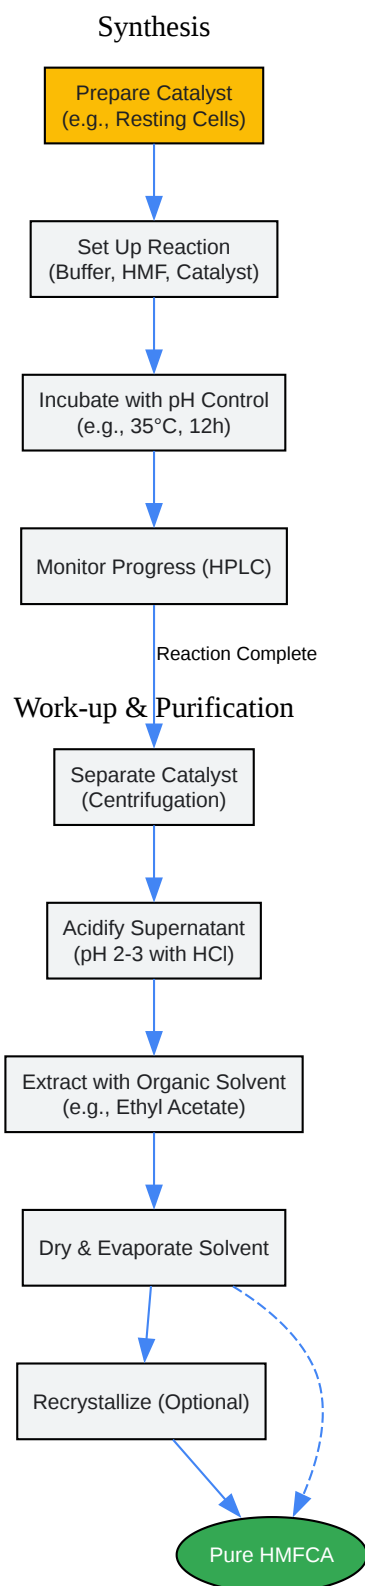 Synthesis
Prepare Catalyst
(e.g., Resting Cells)
Set Up Reaction
(Buffer, HMF, Catalyst)
Incubate with pH Control
(e.g., 35°C, 12h)
Monitor Progress (HPLC)
Reaction Complete
Work-up & Purification
Separate Catalyst
(Centrifugation)
Acidify Supernatant
(pH 2-3 with HCl)
Extract with Organic Solvent
(e.g., Ethyl Acetate)
Dry & Evaporate Solvent
Recrystallize (Optional)
Pure HMFCA